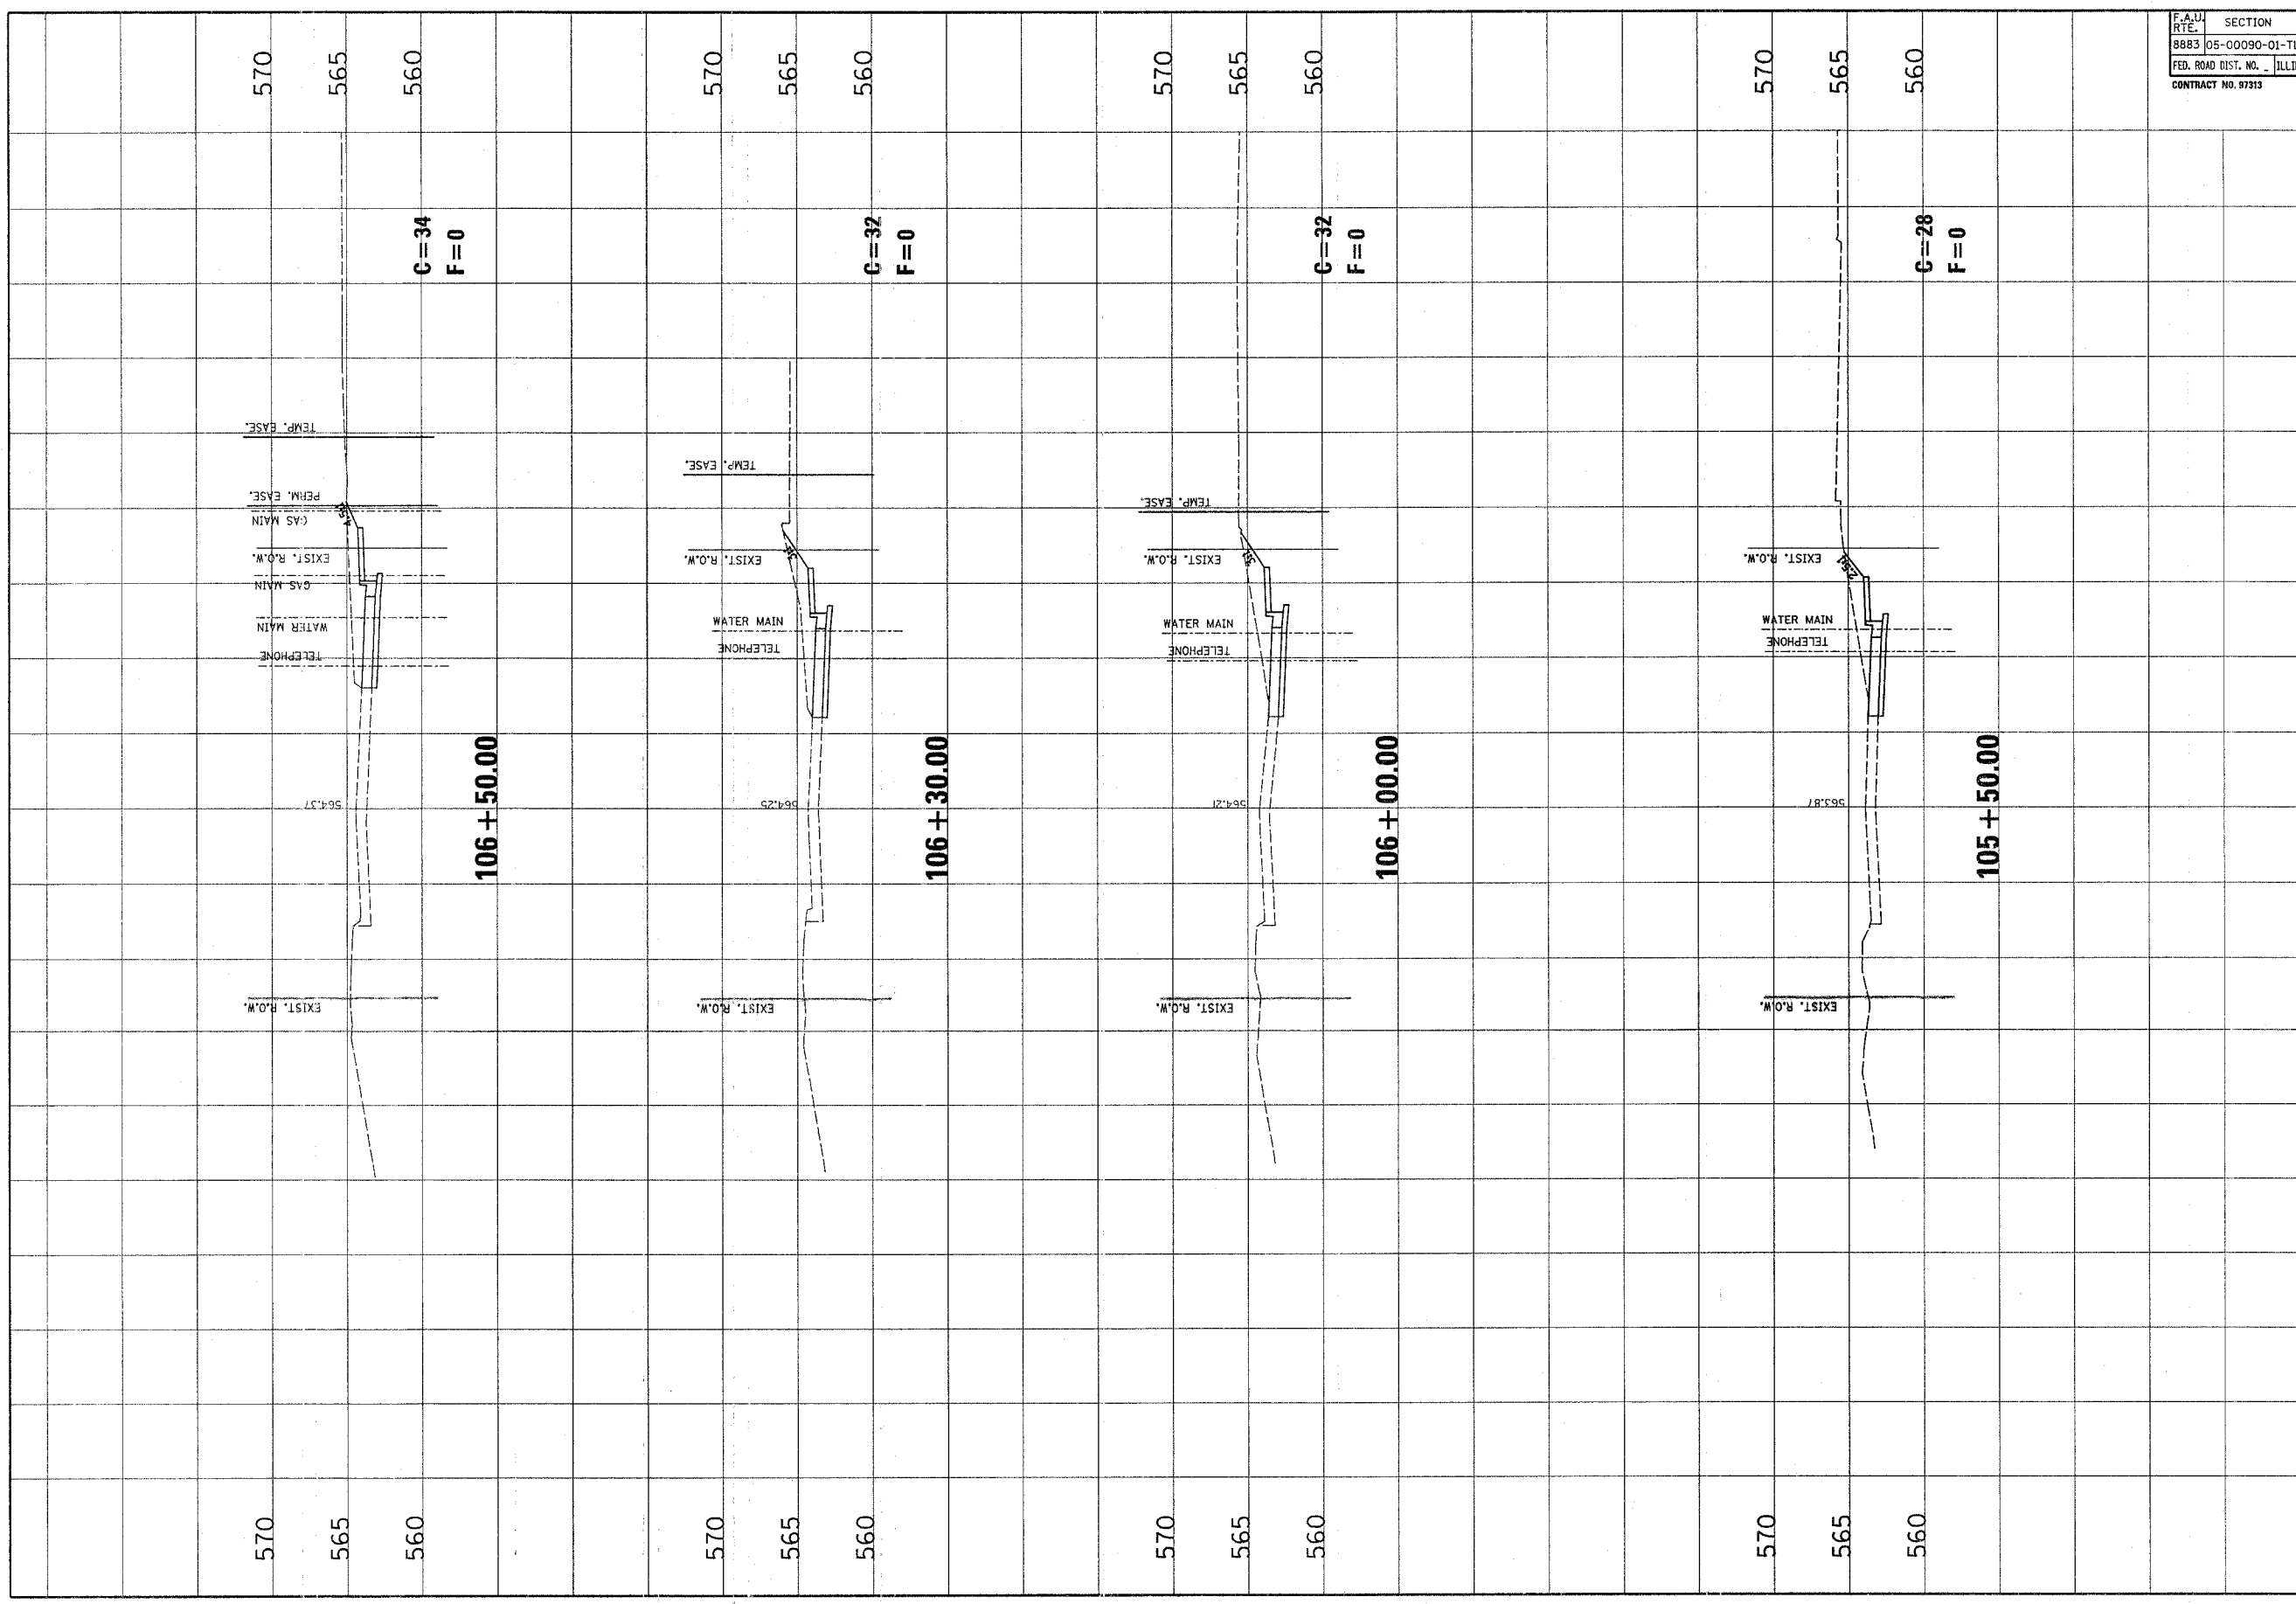 F.A.U. RTE. SECTION
8883 05-00090-01-
FED. ROAD DIST. NO. _
CONTRACT NO. 97313
570
565
560
C=34
F=0
TEMP. EASE.
PERM. EASE.
GAS MAIN
EXIST. R.O.W.
GAS MAIN
WATER MAIN
TELEPHONE
564.37
106+50.00
EXIST. R.O.W.
570
565
560
570
565
560
C=32
F=0
TEMP. EASE.
EXIST. R.O.W.
WATER MAIN
TELEPHONE
564.25
106+30.00
EXIST. R.O.W.
570
565
560
570
565
560
C=32
F=0
TEMP. EASE.
EXIST. R.O.W.
WATER MAIN
TELEPHONE
564.21
106+00.00
EXIST. R.O.W.
570
565
560
570
565
560
C=28
F=0
EXIST. R.O.W.
WATER MAIN
TELEPHONE
563.87
105+50.00
EXIST. R.O.W.
570
565
560